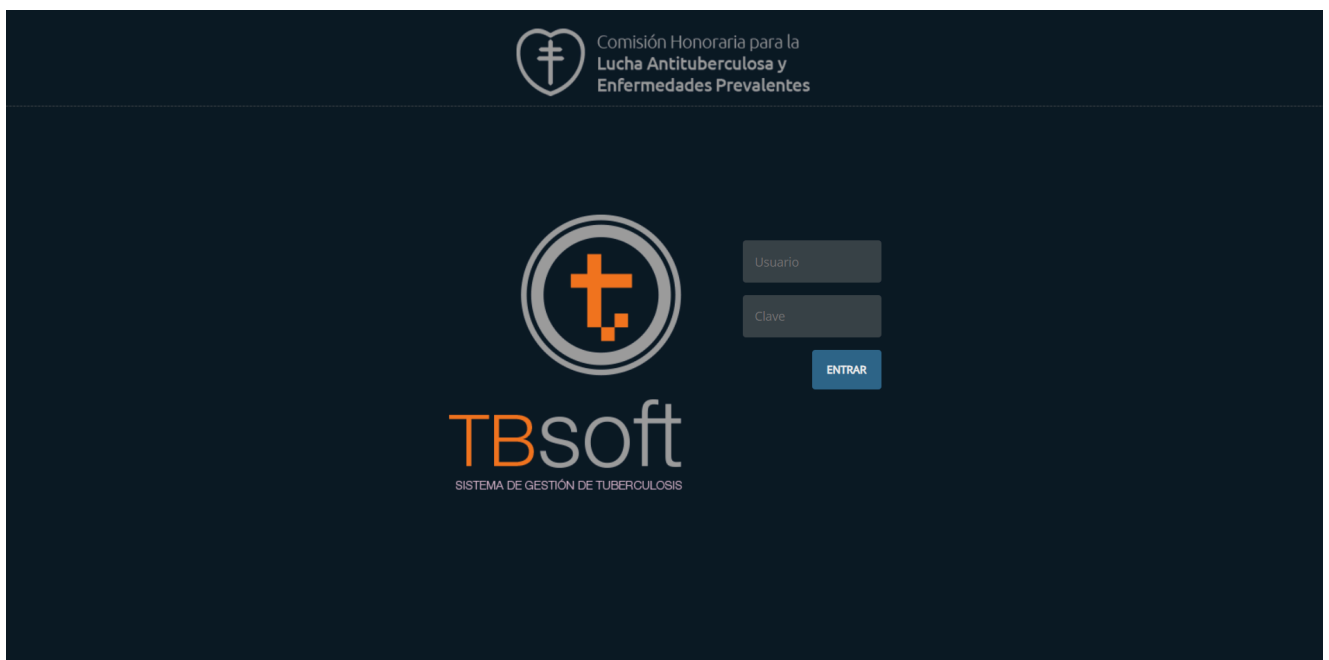 Comisión Honoraria para la
Lucha Antituberculosa y
Enfermedades Prevalentes
t
TBsoft
SISTEMA DE GESTIÓN DE TUBERCULOSIS
Usuario
Clave
ENTRAR